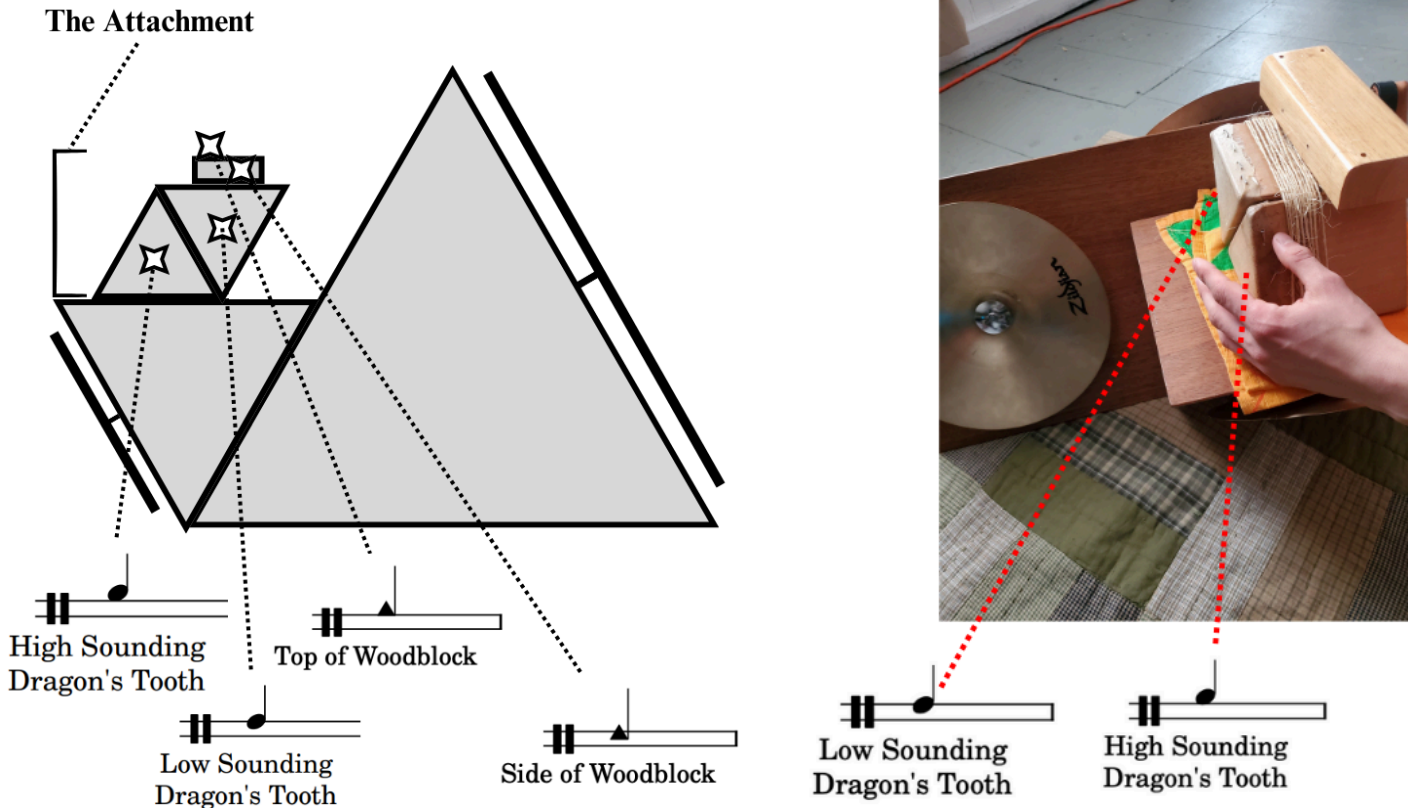 The Attachment
Zildjian
High Sounding
Dragon's Tooth
Top of Woodblock
Low Sounding
Dragon's Tooth
Side of Woodblock
Low Sounding
Dragon's Tooth
High Sounding
Dragon's Tooth